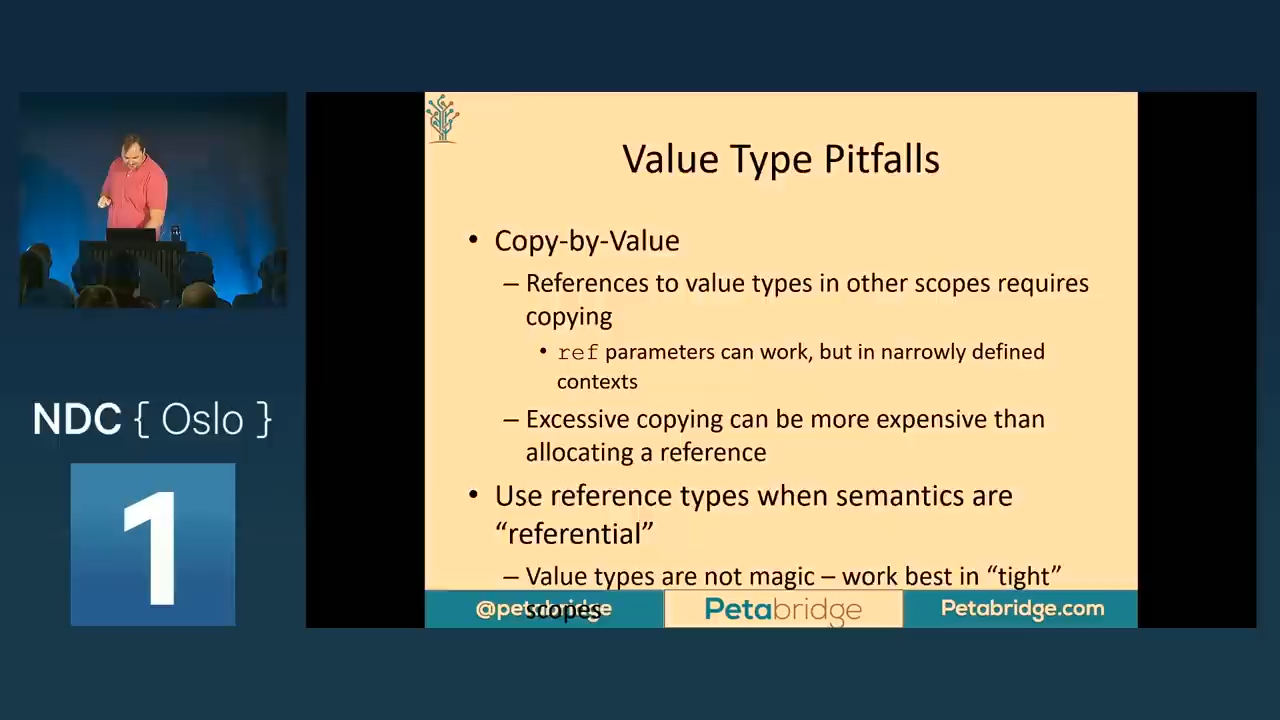 Value Type Pitfalls
• Copy-by-Value
– References to value types in other scopes requires
copying
• ref parameters can work, but in narrowly defined
contexts
– Excessive copying can be more expensive than
allocating a reference
• Use reference types when semantics are
“referential”
– Value types are not magic – work best in “tight”
scopes
@petabridge
Petabridge
Petabridge.com
NDC { Oslo }
1